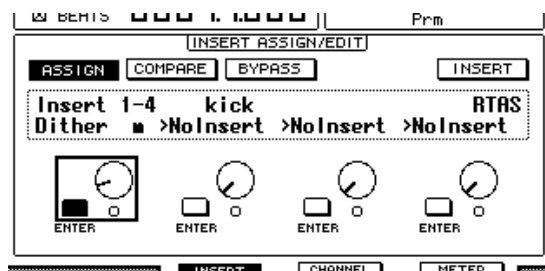 BEATS
Prm
INSERT ASSIGN/EDIT
ASSIGN COMPARE BYPASS INSERT
Insert 1-4 kick RTAS
Dither m >NoInsert >NoInsert >NoInsert
ENTER ENTER ENTER ENTER
INSERT CHANNEL METER